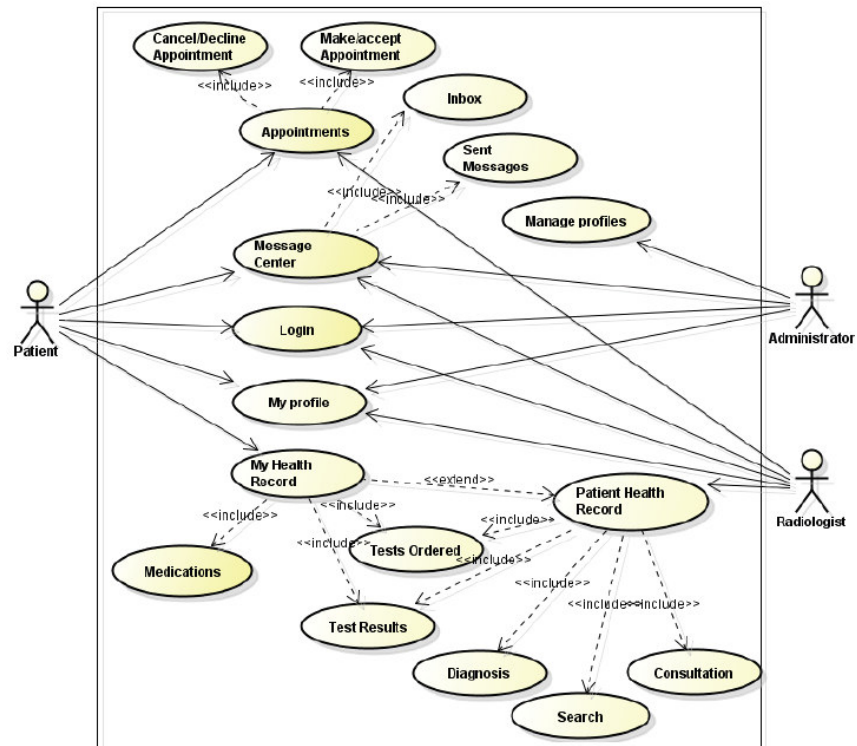 Cancel/Decline
Appointment
Make/accept
Appointment
<<include>>
<<include>>
Inbox
Appointments
Sent
Messages
<<include>>
<<include>>
Manage profiles
Message
Center
Patient
Login
Administrator
My profile
My Health
Record
<<extend>>
Patient Health
Record
Radiologist
<<include>>
<<include>>
<<include>>
<<include>>
Tests Ordered
<<include>>
Medications
<<include>>
<<include>>
<<include>>
Test Results
Diagnosis
Consultation
Search